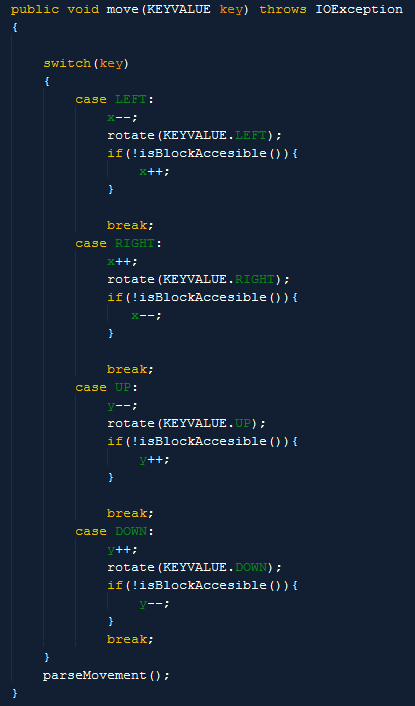 public void move(KEYVALUE key) throws IOException
{
switch(key)
{
case LEFT:
x--;
rotate(KEYVALUE.LEFT);
if(!isBlockAccesible()){
x++;
}
break;
case RIGHT:
x++;
rotate(KEYVALUE.RIGHT);
if(!isBlockAccesible()){
x--;
}
break;
case UP:
y--;
rotate(KEYVALUE.UP);
if(!isBlockAccesible()){
y++;
}
break;
case DOWN:
y++;
rotate(KEYVALUE.DOWN);
if(!isBlockAccesible()){
y--;
}
break;
}
parseMovement();
}